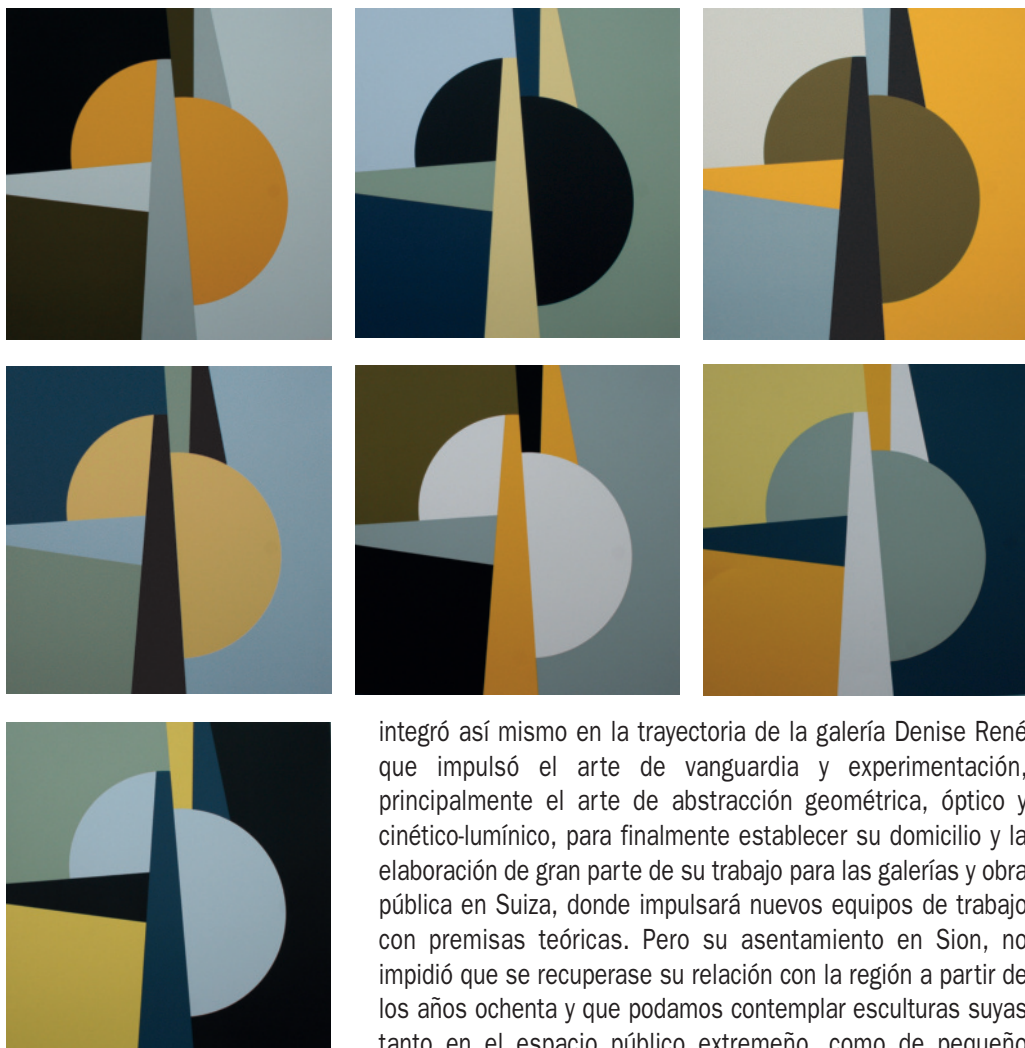 integró así mismo en la trayectoria de la galería Denise René
que impulsó el arte de vanguardia y experimentación,
principalmente el arte de abstracción geométrica, óptico y
cinético-lumínico, para finalmente establecer su domicilio y la
elaboración de gran parte de su trabajo para las galerías y obra
pública en Suiza, donde impulsará nuevos equipos de trabajo
con premisas teóricas. Pero su asentamiento en Sion, no
impidió que se recuperase su relación con la región a partir de
los años ochenta y que podamos contemplar esculturas suyas
tanto en el espacio público extremeño, como de pequeño